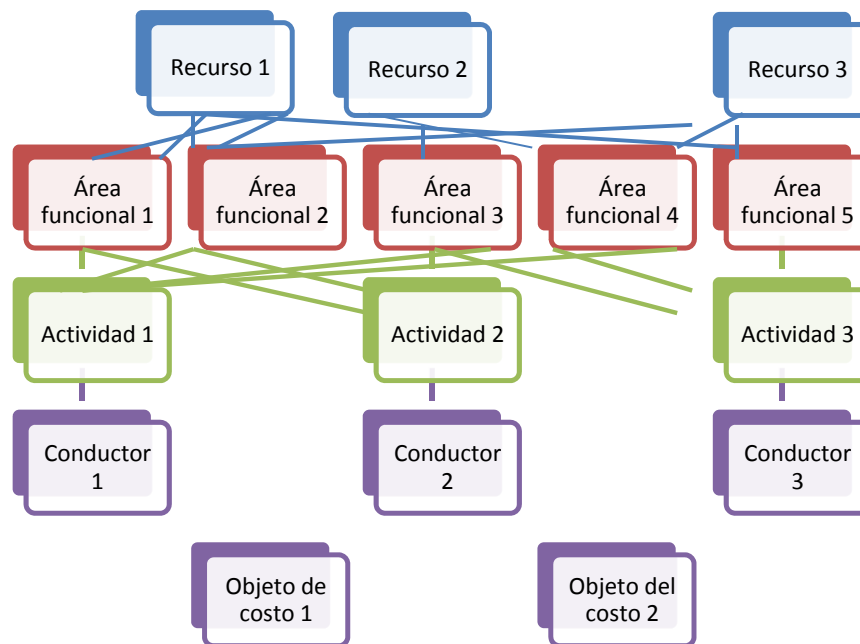 Recurso 1
Recurso 2
Recurso 3
Área
funcional 1
Área
funcional 2
Área
funcional 3
Área
funcional 4
Área
funcional 5
Actividad 1
Actividad 2
Actividad 3
Conductor
1
Conductor
2
Conductor
3
Objeto de
costo 1
Objeto del
costo 2